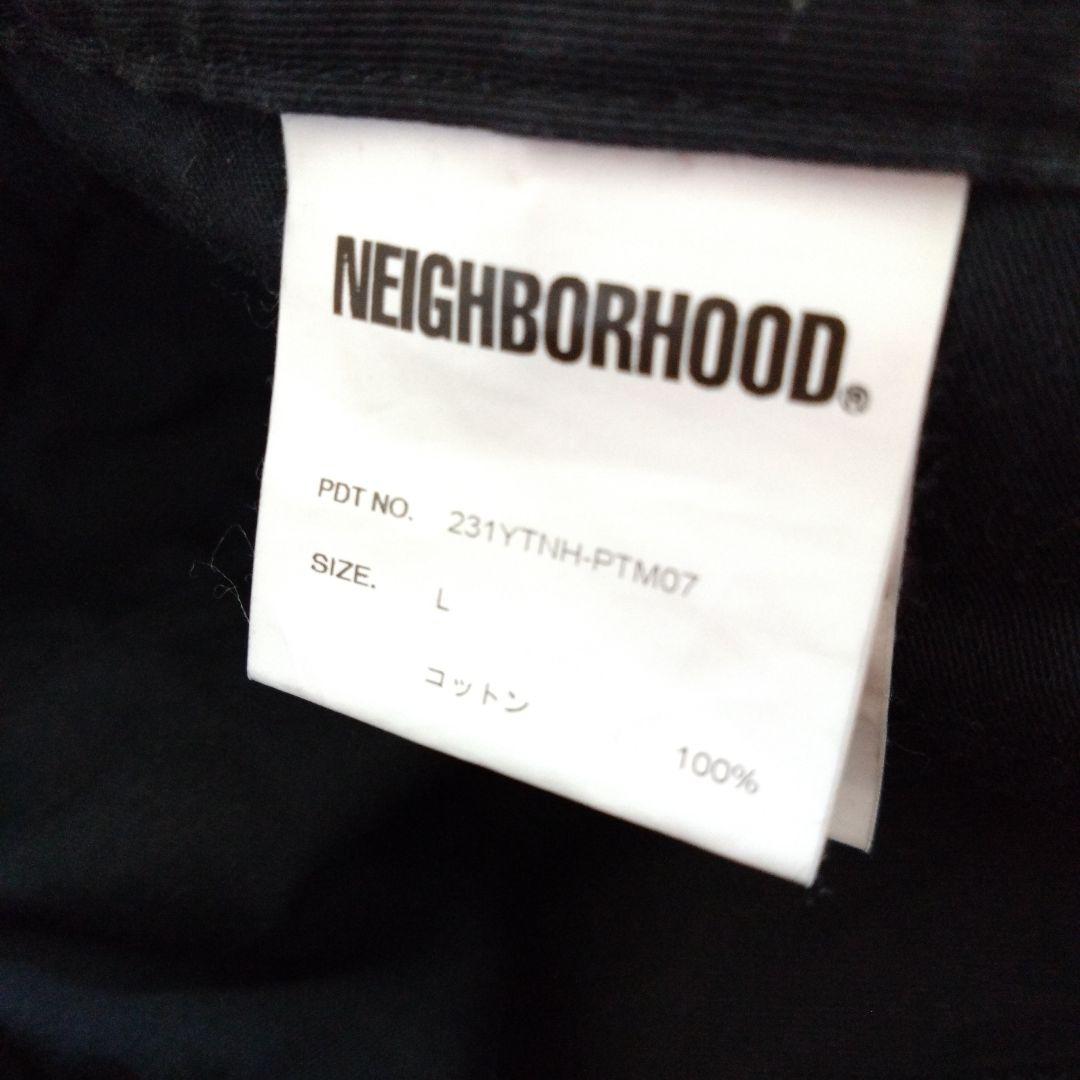 NEIGHBORHOOD®
PDT NO. 231YTNH-PTM07
SIZE. L
コットン
100%